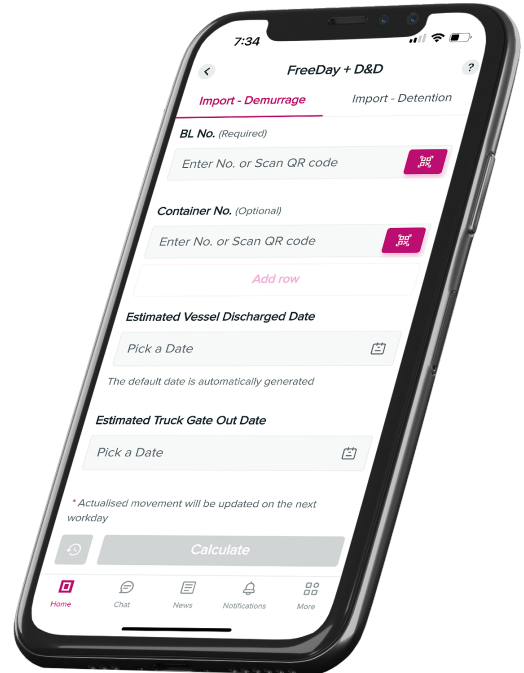 7:34
FreeDay + D&D
?
Import - Demurrage
Import - Detention
BL No. (Required)
Enter No. or Scan QR code
Container No. (Optional)
Enter No. or Scan QR code
Add row
Estimated Vessel Discharged Date
Pick a Date
The default date is automatically generated
Estimated Truck Gate Out Date
Pick a Date
* Actualised movement will be updated on the next
workday
Calculate
Home
Chat
News
Notifications
More